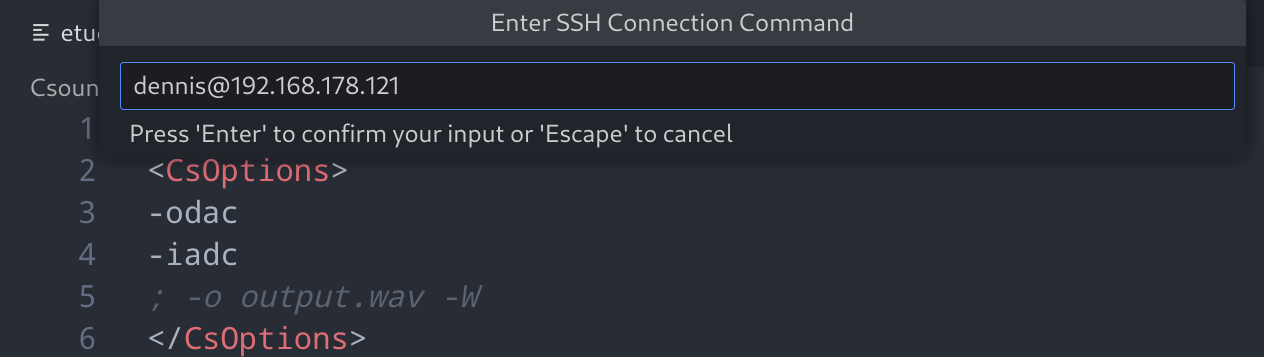 Enter SSH Connection Command
etu
dennis@192.168.178.121
Csoun
Press 'Enter' to confirm your input or 'Escape' to cancel
1
2 <CsOptions>
3 -odac
4 -iadc
5 ; -o output.wav -W
6 </CsOptions>